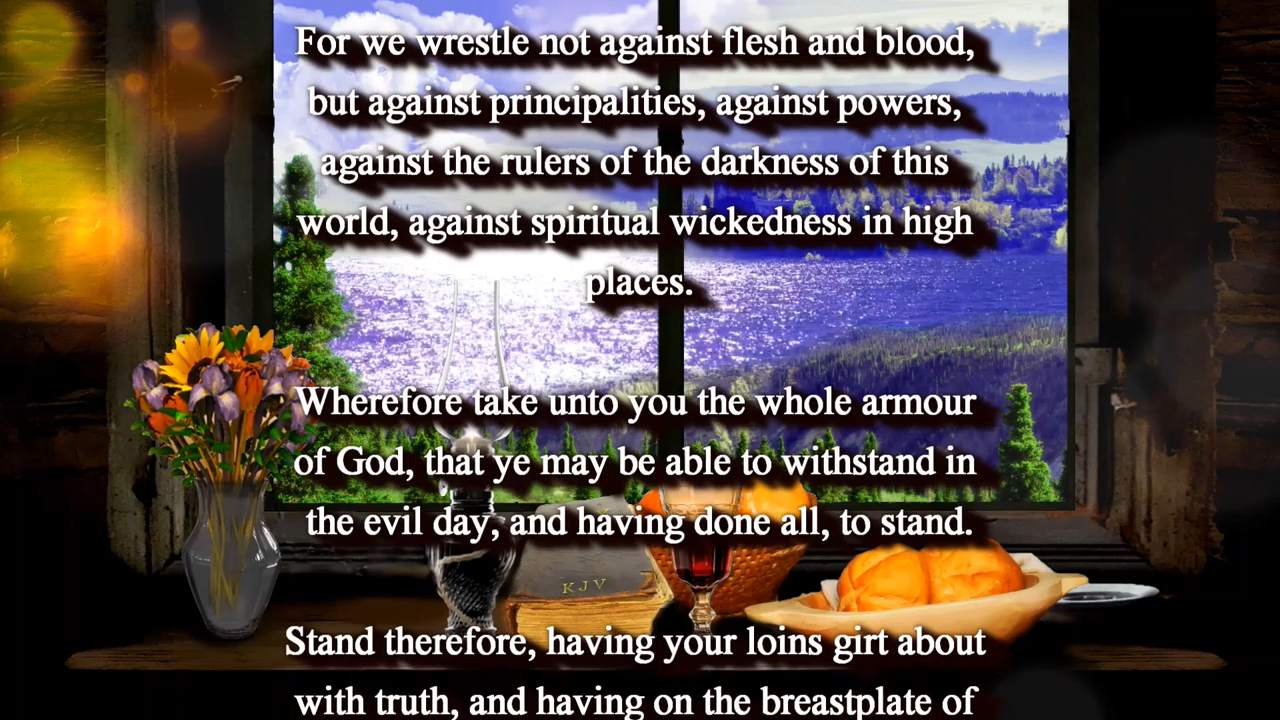 For we wrestle not against flesh and blood,
but against principalities, against powers,
against the rulers of the darkness of this
world, against spiritual wickedness in high
places.
Wherefore take unto you the whole armour
of God, that ye may be able to withstand in
the evil day, and having done all, to stand.
KJV
Stand therefore, having your loins girt about
with truth, and having on the breastplate of